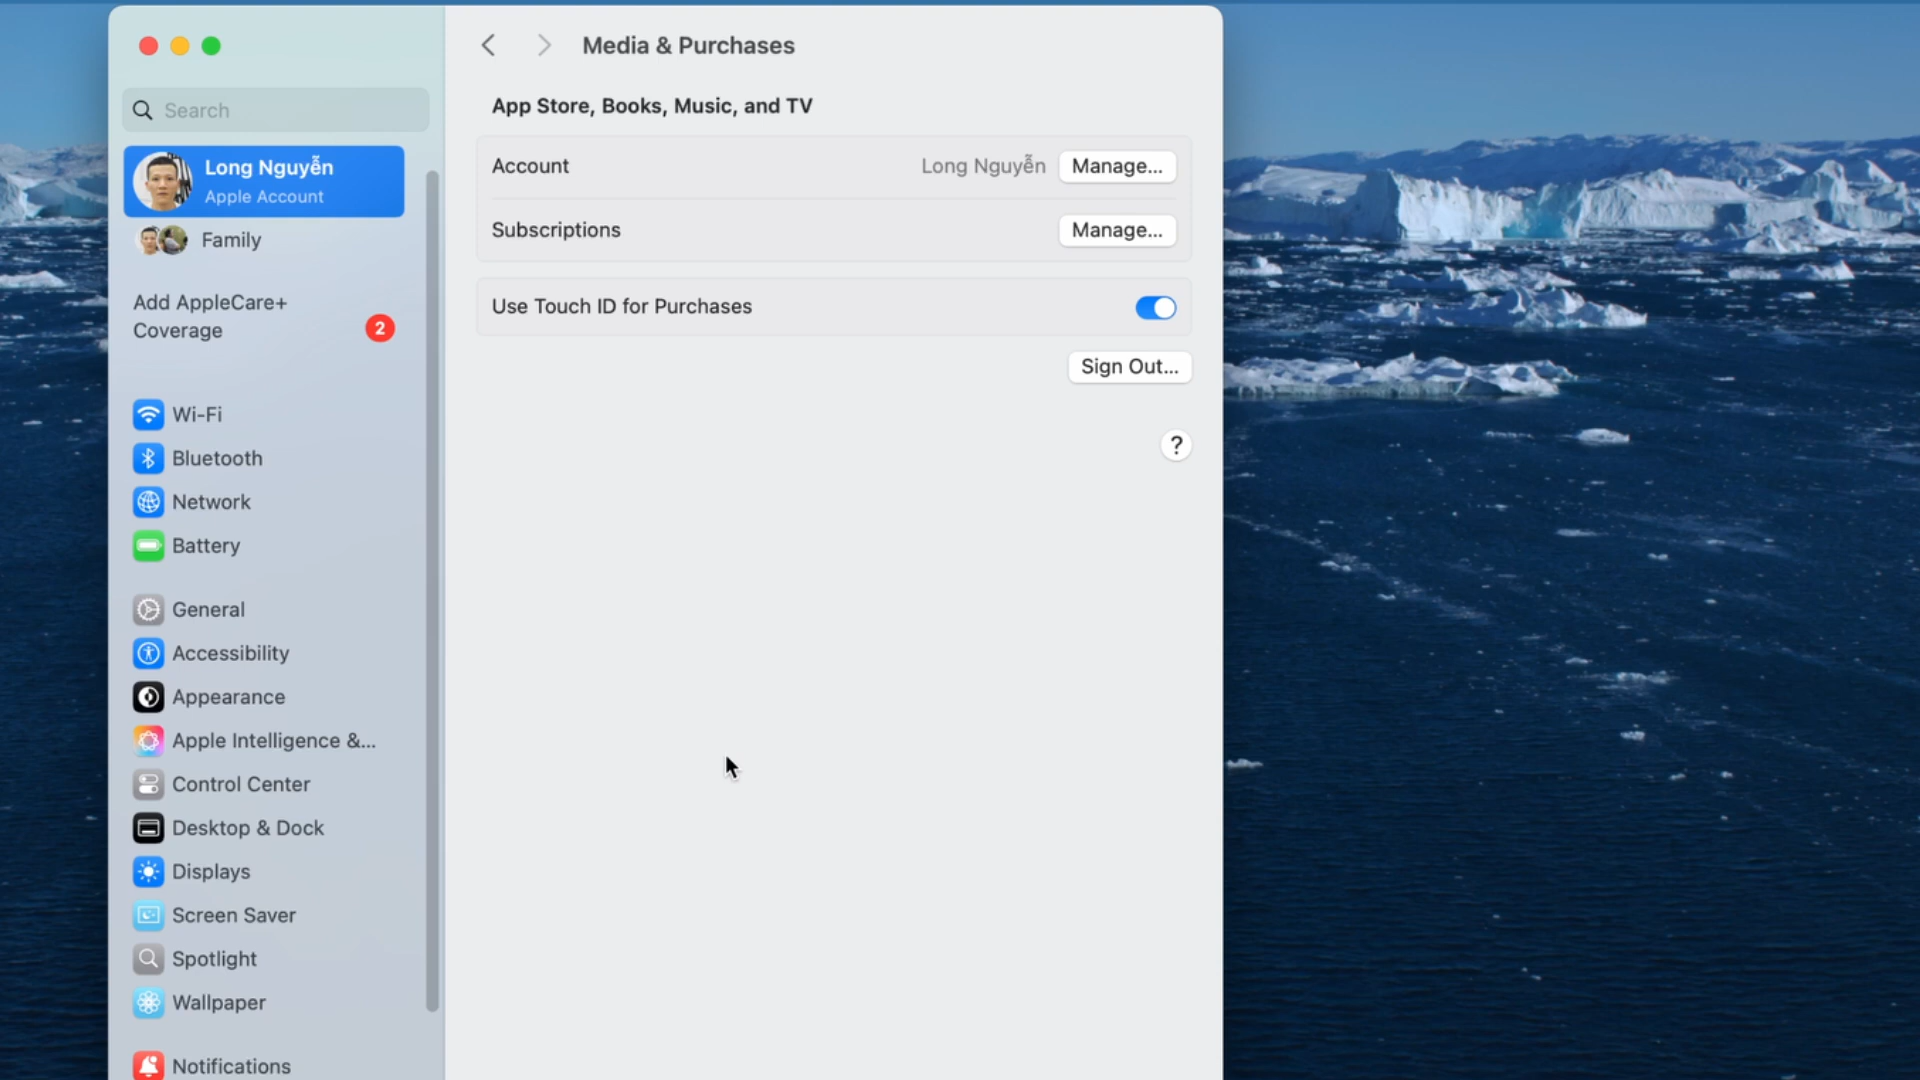 Media & Purchases
Search
Long Nguyễn
Apple Account
Family
Add AppleCare+
Coverage
2
Wi-Fi
Bluetooth
Network
Battery
General
Accessibility
Appearance
Apple Intelligence &...
Control Center
Desktop & Dock
Displays
Screen Saver
Spotlight
Wallpaper
Notifications
App Store, Books, Music, and TV
Account Long Nguyễn Manage...
Subscriptions Manage...
Use Touch ID for Purchases
Sign Out...
?